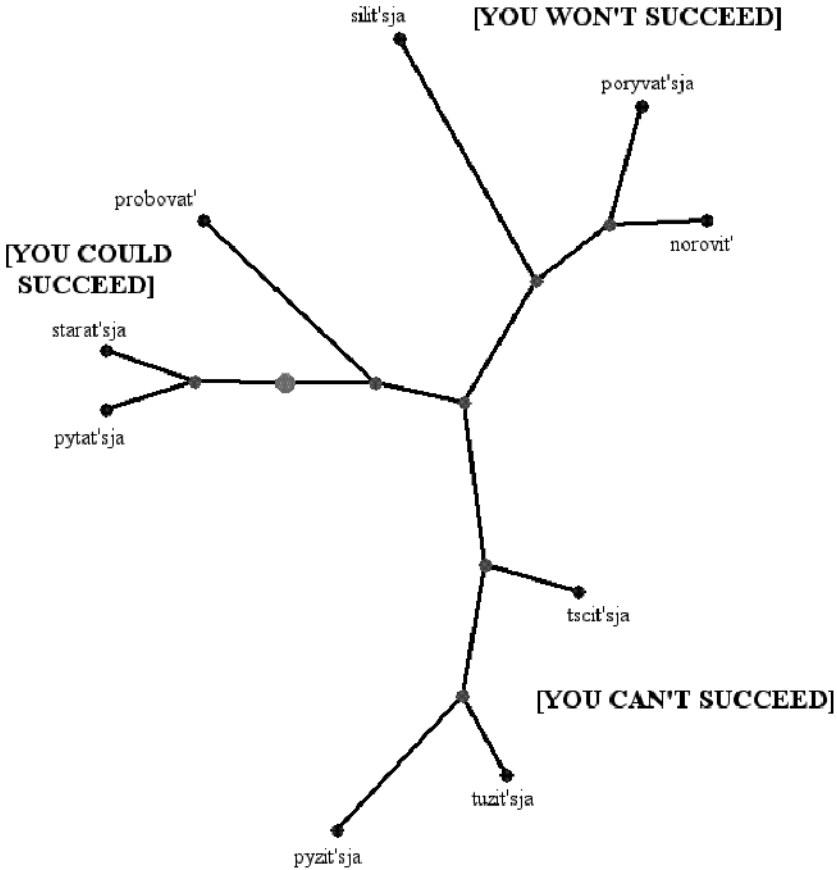 silit'sja
[YOU WON'T SUCCEED]
poryvat'sja
probovat'
norovit'
[YOU COULD
SUCCEED]
starat'sja
pytat'sja
tscit'sja
[YOU CAN'T SUCCEED]
tuzit'sja
pyzit'sja